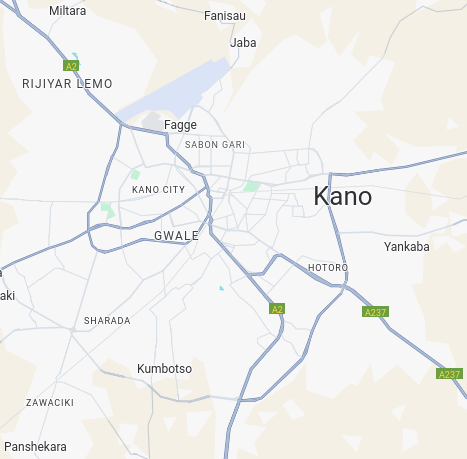 Miltara
Fanisau
Jaba
A2
RIJIYAR LEMO
Fagge
SABON GARI
KANO CITY
Kano
GWALE
Yankaba
HOTORO
a
aki
A2
A237
SHARADA
Kumbotso
A237
ZAWACIKI
Panshekara